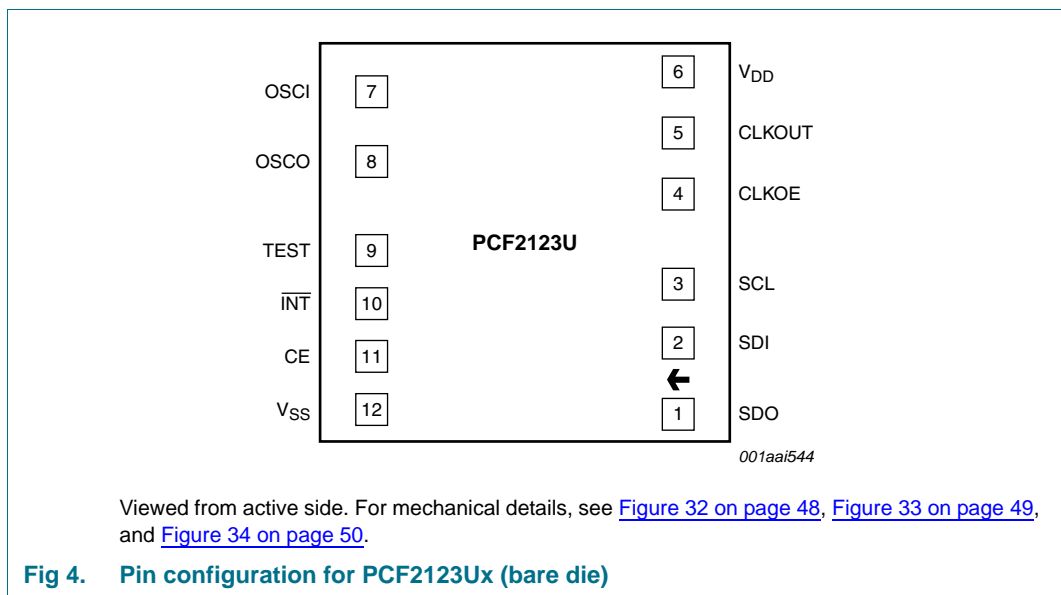 OSCI 7
OSCO 8
TEST 9
INT 10
CE 11
VSS 12
PCF2123U
6 VDD
5 CLKOUT
4 CLKOE
3 SCL
2 SDI
1 SDO
001aai544
Viewed from active side. For mechanical details, see Figure 32 on page 48, Figure 33 on page 49,
and Figure 34 on page 50.
Fig 4. Pin configuration for PCF2123Ux (bare die)